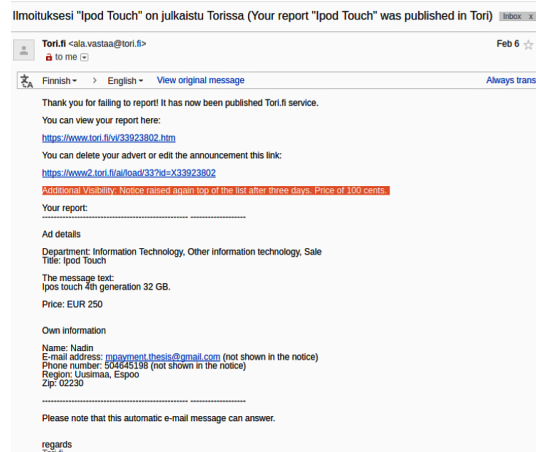 Ilmoituksesi "Ipod Touch" on julkaistu Torissa (Your report "Ipod Touch" was published in Tori) Inbox x
Tori.fi <ala.vastaa@tori.fi> Feb 6
to me
Finnish > English View original message Always trans
Thank you for failing to report! It has now been published Tori.fi service.
You can view your report here:
https://www.tori.fi/vi/33923802.htm
You can delete your advert or edit the announcement this link:
https://www2.tori.fi/ai/load/33?id=X33923802
Additional Visibility: Notice raised again top of the list after three days. Price of 100 cents.
Your report:
------------------------------------------------ ------------------
Ad details
Department: Information Technology, Other information technology, Sale
Title: Ipod Touch
The message text:
Ipos touch 4th generation 32 GB.
Price: EUR 250
Own information
Name: Nadin
E-mail address: mpayment.thesis@gmail.com (not shown in the notice)
Phone number: 504645198 (not shown in the notice)
Region: Uusimaa, Espoo
Zip: 02230
------------------------------------------------ ------------------
Please note that this automatic e-mail message can answer.
regards
Tori.fi